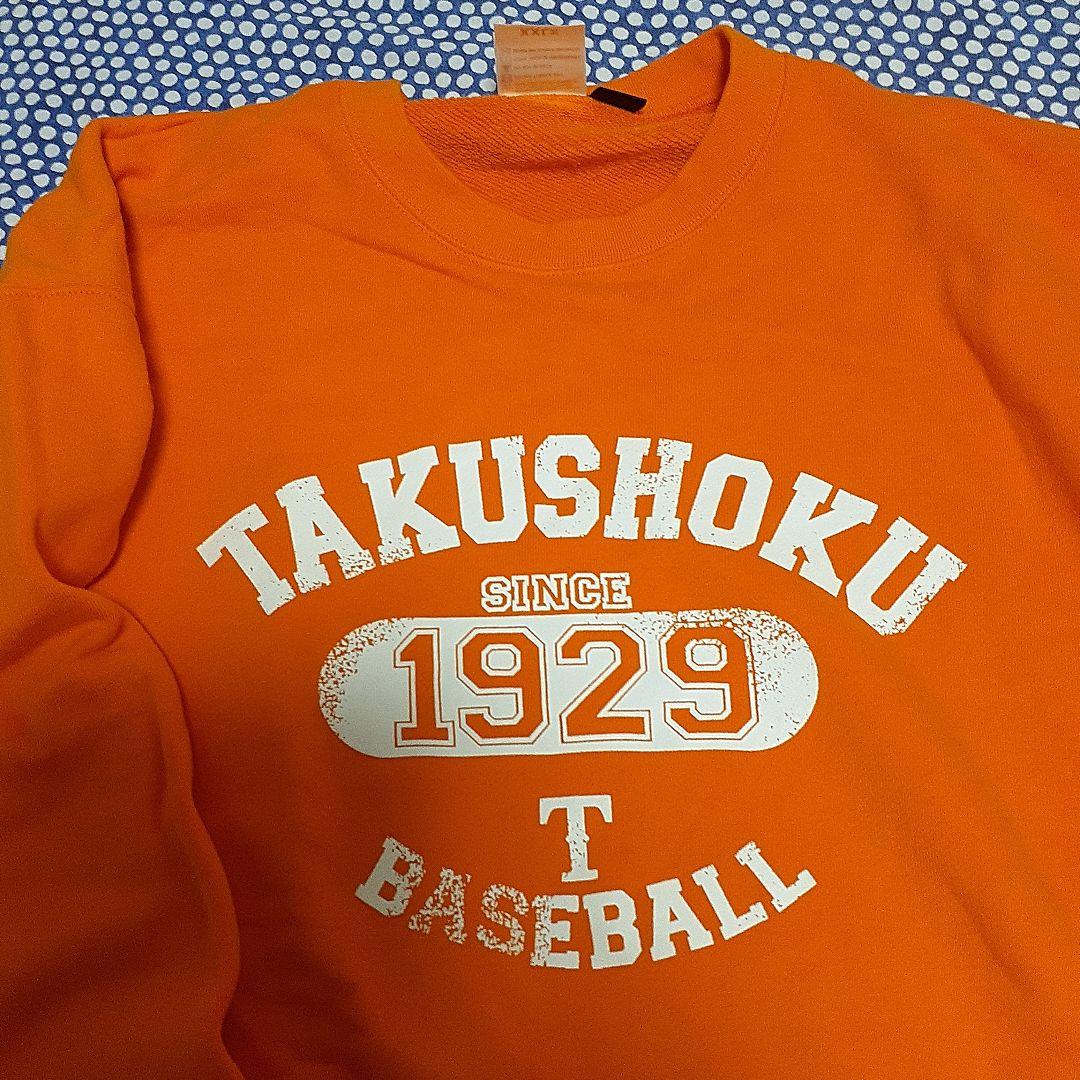 TAKUSHOKU
SINCE
1929
T
BASEBALL